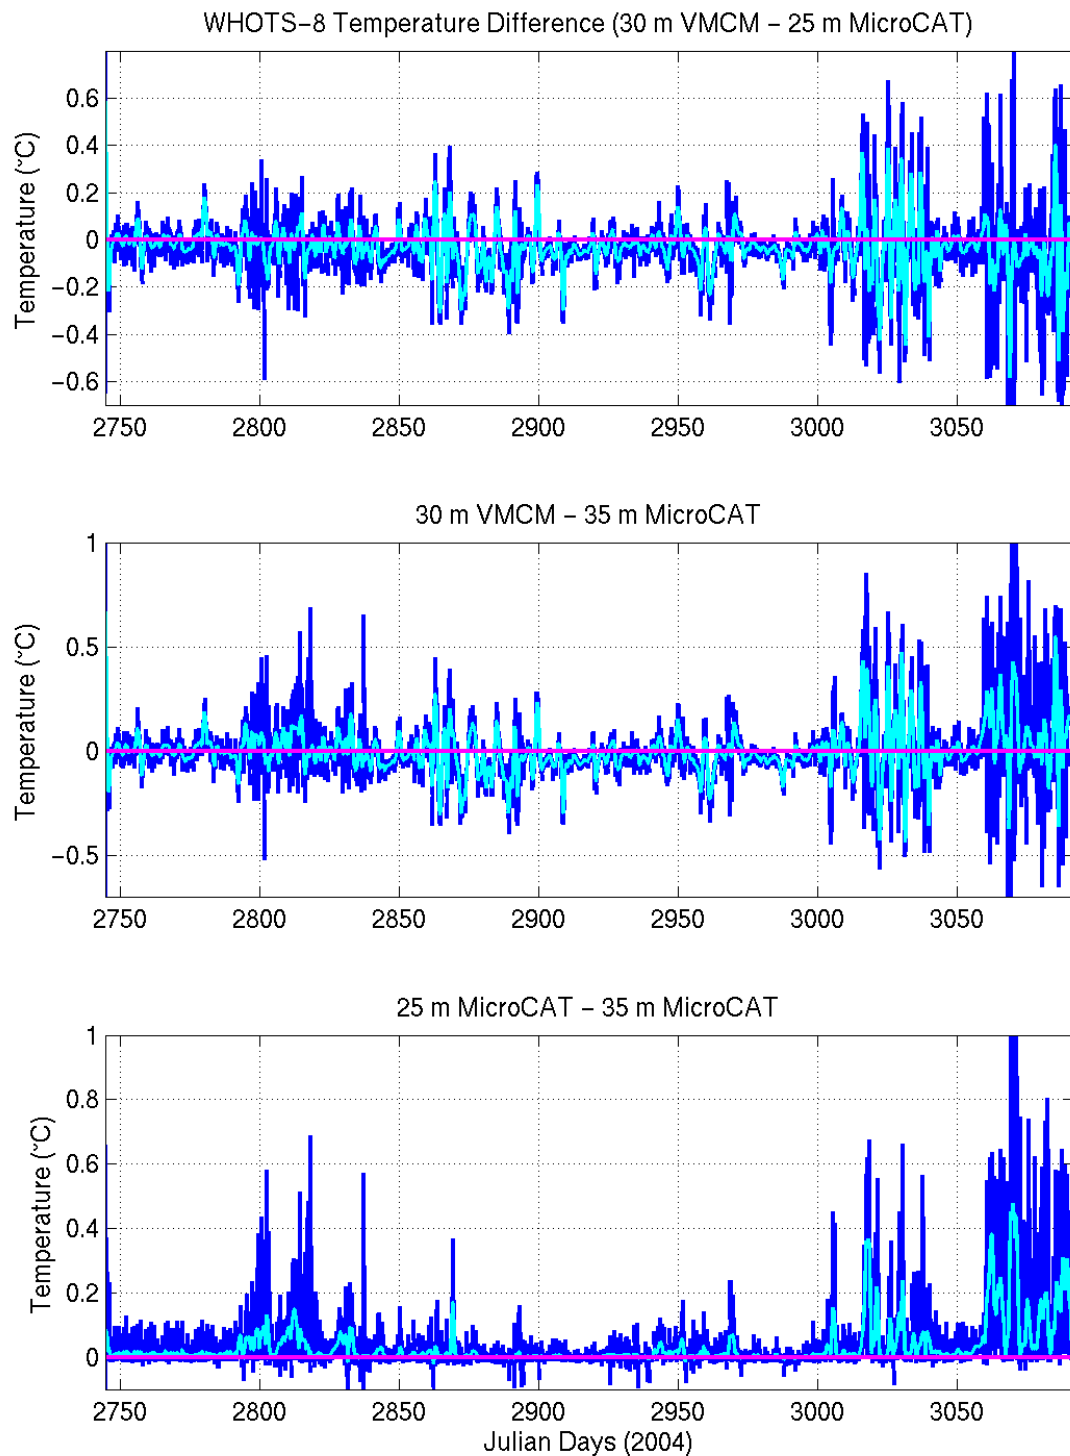 WHOTS−8 Temperature Difference (30 m VMCM − 25 m MicroCAT)
Temperature (~C)
0.6
0.4
0.2
0
−0.2
−0.4
−0.6
2750 2800 2850 2900 2950 3000 3050
30 m VMCM − 35 m MicroCAT
Temperature (~C)
1
0.5
0
−0.5
2750 2800 2850 2900 2950 3000 3050
25 m MicroCAT − 35 m MicroCAT
Temperature (~C)
1
0.8
0.6
0.4
0.2
0
2750 2800 2850 2900 2950 3000 3050
Julian Days (2004)